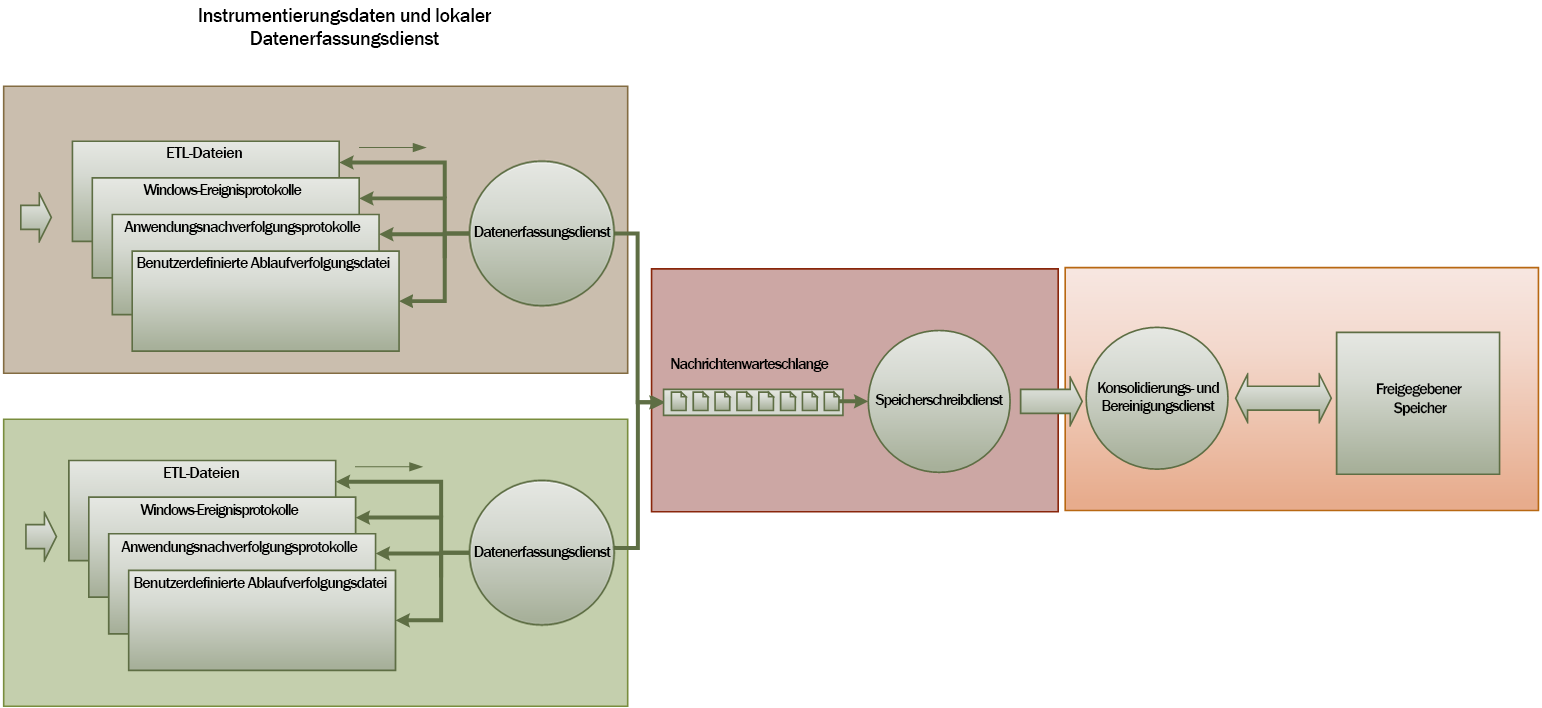 Instrumentierungsdaten und lokaler
Datenerfassungsdienst
ETL-Dateien
Windows-Ereignisprotokolle
Anwendungsnachverfolgungsprotokolle
Benutzerdefinierte Ablaufverfolgungsdatei
Datenerfassungsdienst
ETL-Dateien
Windows-Ereignisprotokolle
Anwendungsnachverfolgungsprotokolle
Benutzerdefinierte Ablaufverfolgungsdatei
Datenerfassungsdienst
Nachrichtenwarteschlange
Speicherschreibdienst
Konsolidierungs- und
Bereinigungsdienst
Freigegebener
Speicher